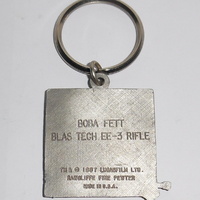 BOBA FETT
BLAS TECH EE-3 RIFLE
TM & © 1997 LUCASFILM LTD.
RAWCLIFFE FINE PEWTER
MADE IN U.S.A.